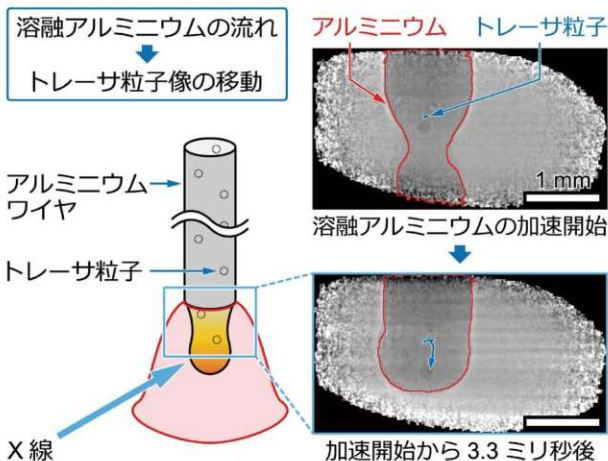 溶融アルミニウムの流れ
トレーサ粒子像の移動
アルミニウム
トレーサ粒子
1 mm
溶融アルミニウムの加速開始
アルミニウム
ワイヤ
トレーサ粒子
X 線
加速開始から 3.3 ミリ秒後